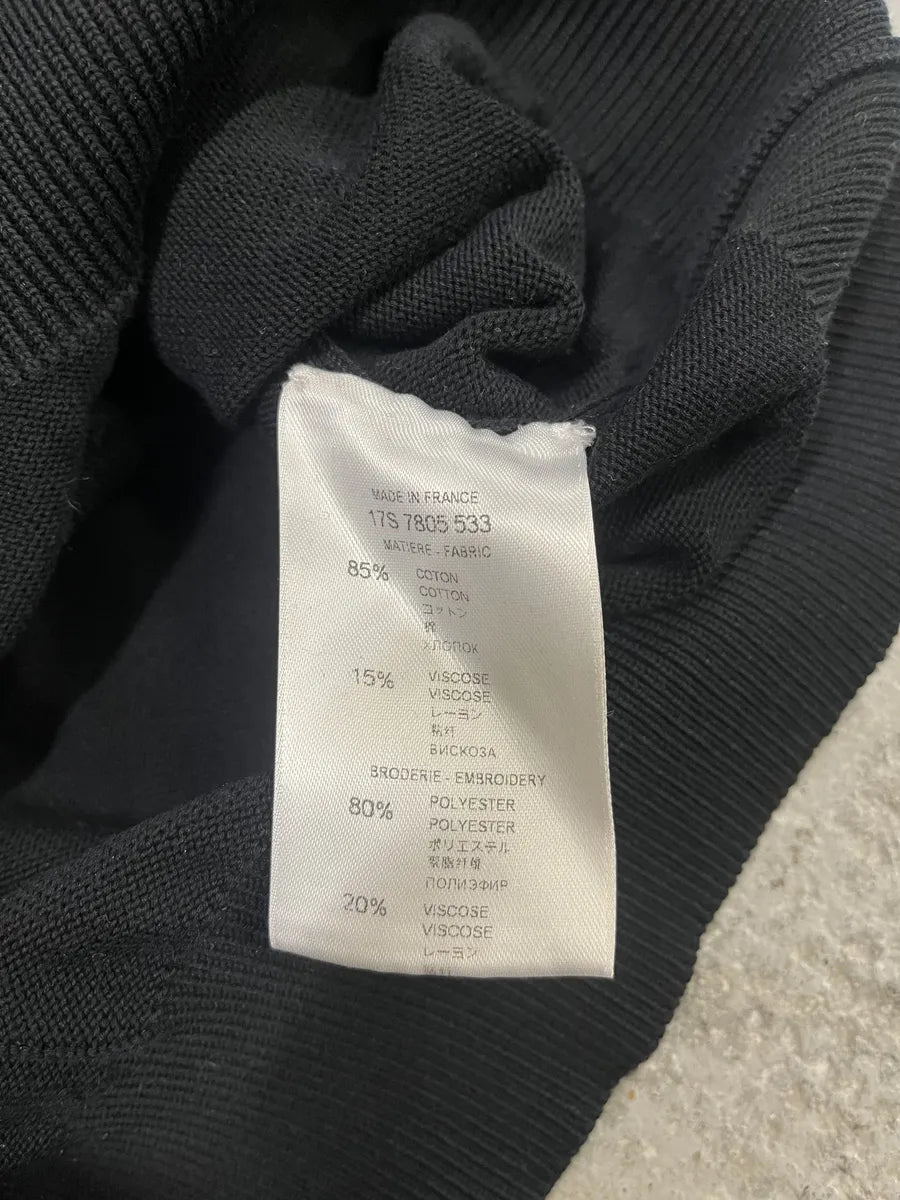 MADE IN FRANCE
17S 7805 533
MATIERE - FABRIC
85% COTON
COTTON
コットン
棉
ХЛОПОК
15% VISCOSE
VISCOSE
レーヨン
粘纤
ВИСКОЗА
BRODERIE - EMBROIDERY
80% POLYESTER
POLYESTER
ポリエステル
聚酯纤维
ПОЛИЭФИР
20% VISCOSE
VISCOSE
レーヨン